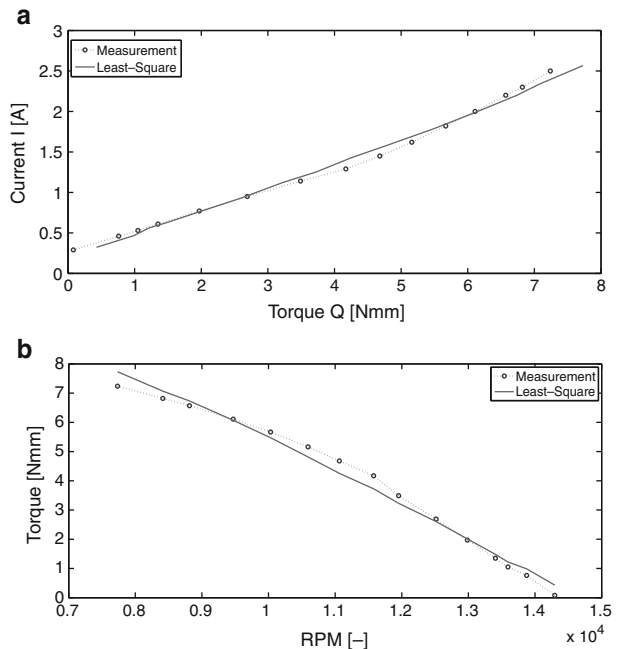 a
3
2.5
2
1.5
1
0.5
0
Current I [A]
Measurement
Least–Square
0 1 2 3 4 5 6 7 8
Torque Q [Nmm]
b
8
7
6
5
4
3
2
1
0
Torque [Nmm]
Measurement
Least–Square
0.7 0.8 0.9 1 1.1 1.2 1.3 1.4 1.5
x 10⁴
RPM [–]